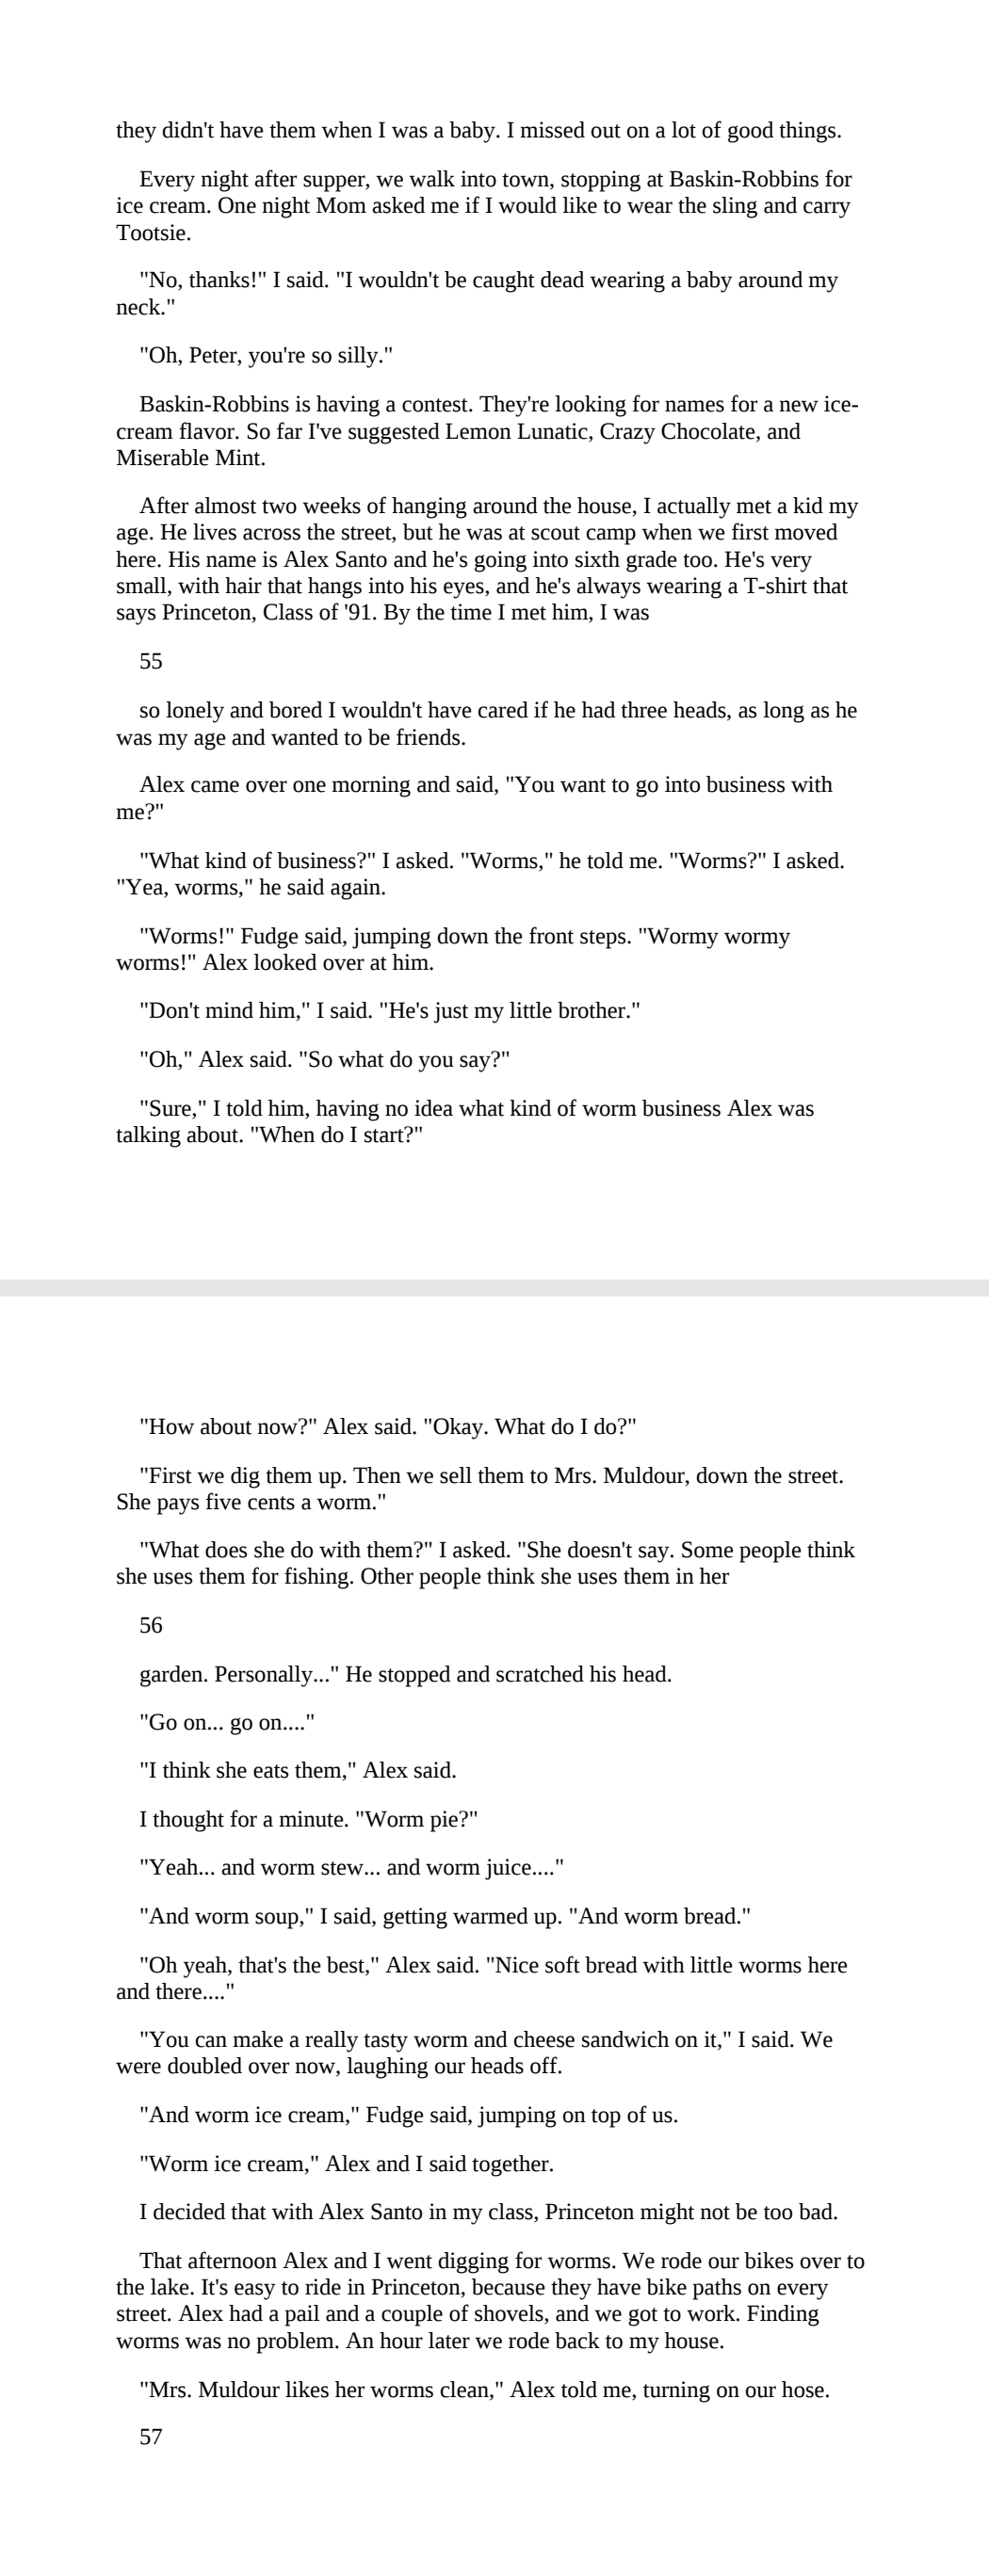 they didn't have them when I was a baby. I missed out on a lot of good things.
Every night after supper, we walk into town, stopping at Baskin-Robbins for
ice cream. One night Mom asked me if I would like to wear the sling and carry
Tootsie.
"No, thanks!" I said. "I wouldn't be caught dead wearing a baby around my
neck."
"Oh, Peter, you're so silly."
Baskin-Robbins is having a contest. They're looking for names for a new ice-
cream flavor. So far I've suggested Lemon Lunatic, Crazy Chocolate, and
Miserable Mint.
After almost two weeks of hanging around the house, I actually met a kid my
age. He lives across the street, but he was at scout camp when we first moved
here. His name is Alex Santo and he's going into sixth grade too. He's very
small, with hair that hangs into his eyes, and he's always wearing a T-shirt that
says Princeton, Class of '91. By the time I met him, I was
55
so lonely and bored I wouldn't have cared if he had three heads, as long as he
was my age and wanted to be friends.
Alex came over one morning and said, "You want to go into business with
me?"
"What kind of business?" I asked. "Worms," he told me. "Worms?" I asked.
"Yea, worms," he said again.
"Worms!" Fudge said, jumping down the front steps. "Wormy wormy
worms!" Alex looked over at him.
"Don't mind him," I said. "He's just my little brother."
"Oh," Alex said. "So what do you say?"
"Sure," I told him, having no idea what kind of worm business Alex was
talking about. "When do I start?"
"How about now?" Alex said. "Okay. What do I do?"
"First we dig them up. Then we sell them to Mrs. Muldour, down the street.
She pays five cents a worm."
"What does she do with them?" I asked. "She doesn't say. Some people think
she uses them for fishing. Other people think she uses them in her
56
garden. Personally..." He stopped and scratched his head.
"Go on... go on...."
"I think she eats them," Alex said.
I thought for a minute. "Worm pie?"
"Yeah... and worm stew... and worm juice...."
"And worm soup," I said, getting warmed up. "And worm bread."
"Oh yeah, that's the best," Alex said. "Nice soft bread with little worms here
and there...."
"You can make a really tasty worm and cheese sandwich on it," I said. We
were doubled over now, laughing our heads off.
"And worm ice cream," Fudge said, jumping on top of us.
"Worm ice cream," Alex and I said together.
I decided that with Alex Santo in my class, Princeton might not be too bad.
That afternoon Alex and I went digging for worms. We rode our bikes over to
the lake. It's easy to ride in Princeton, because they have bike paths on every
street. Alex had a pail and a couple of shovels, and we got to work. Finding
worms was no problem. An hour later we rode back to my house.
"Mrs. Muldour likes her worms clean," Alex told me, turning on our hose.
57